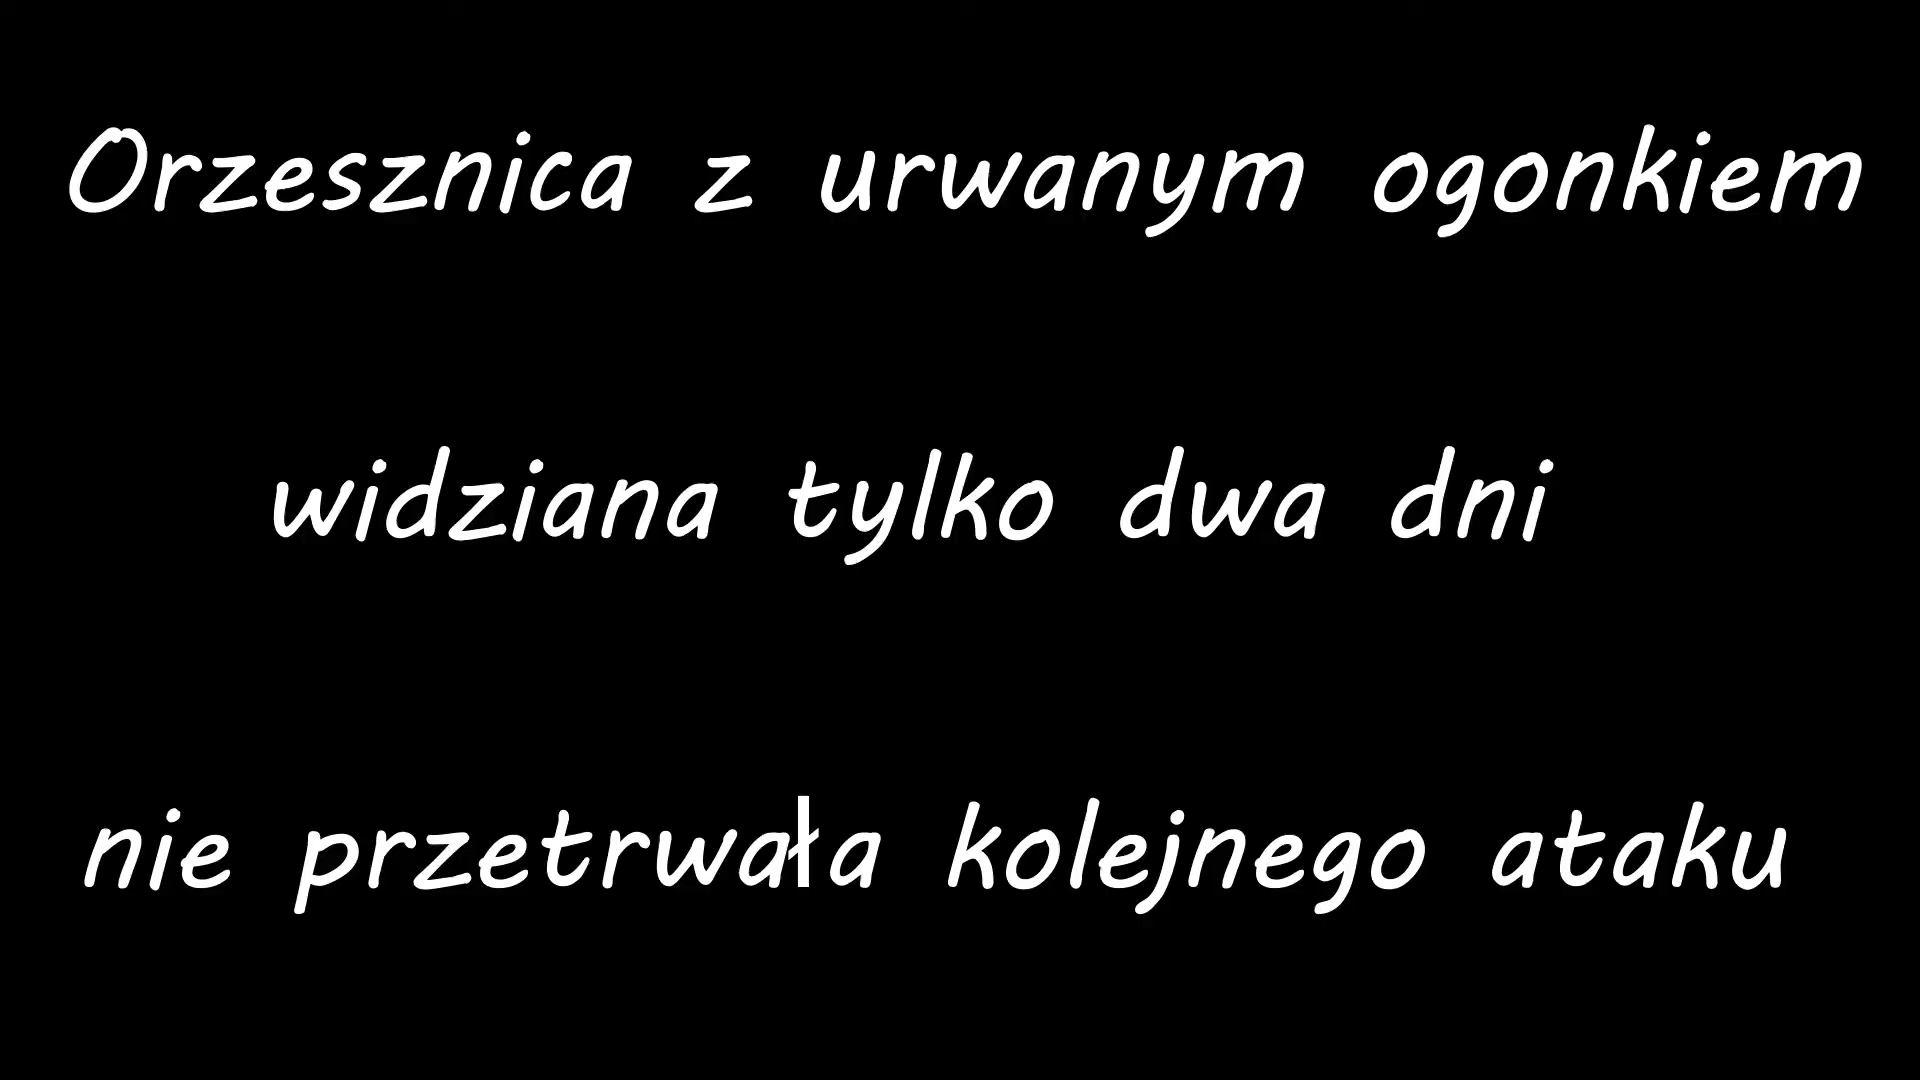 Orzesznica z urwanym ogonkiem
widziana tylko dwa dni
nie przetrwała kolejnego ataku